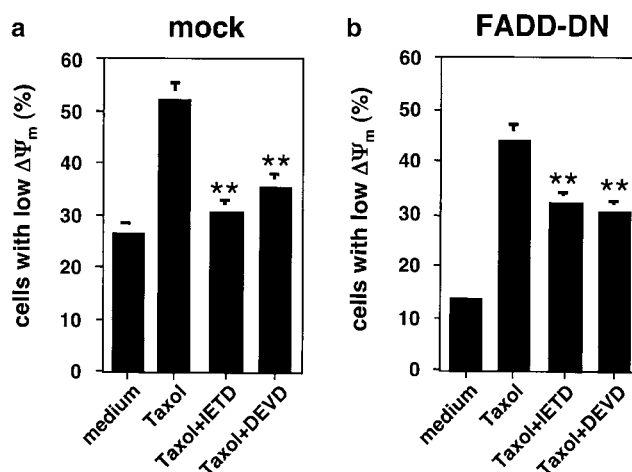 a
mock
cells with low ΔΨm (%)
60
50
40
30
20
10
0
**
**
medium
Taxol
Taxol+IETD
Taxol+DEVD
b
FADD-DN
cells with low ΔΨm (%)
60
50
40
30
20
10
0
**
**
medium
Taxol
Taxol+IETD
Taxol+DEVD